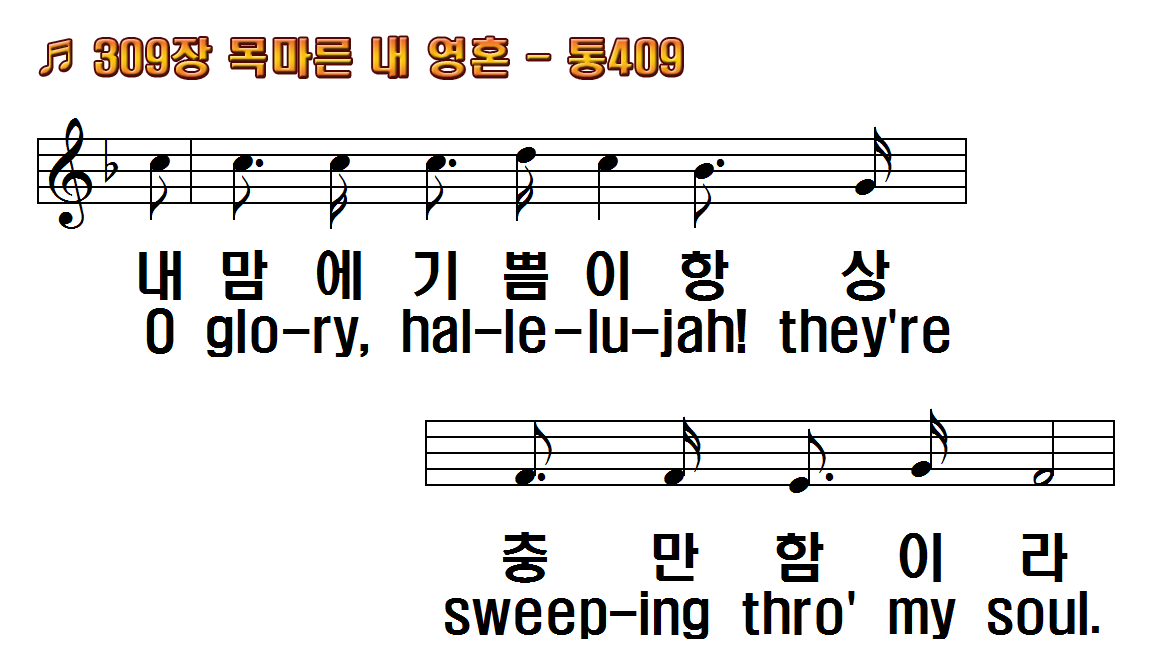 ♬ 309장 목마른 내 영혼 - 통409
내 맘 에 기 쁨 이 항 상
O glo-ry, hal-le-lu-jah! they're
충 만 함 이 라
sweep-ing thro' my soul.